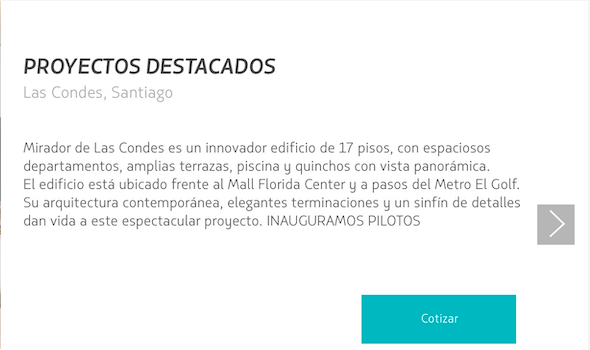 PROYECTOS DESTACADOS
Las Condes, Santiago
Mirador de Las Condes es un innovador edificio de 17 pisos, con espaciosos
departamentos, amplias terrazas, piscina y quinchos con vista panorámica.
El edificio está ubicado frente al Mall Florida Center y a pasos del Metro El Golf.
Su arquitectura contemporánea, elegantes terminaciones y un sinfín de detalles
dan vida a este espectacular proyecto. INAUGURAMOS PILOTOS
Cotizar